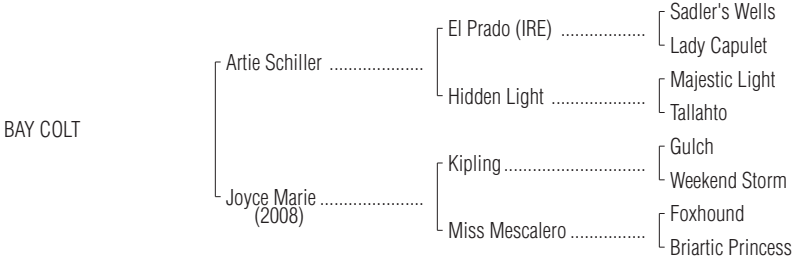 Sadler's Wells
El Prado (IRE) ...................
Lady Capulet
Artie Schiller .....................
Majestic Light
Hidden Light .....................
Tallahto
BAY COLT
Gulch
Kipling................................
Weekend Storm
Joyce Marie .......................
(2008)
Foxhound
Miss Mescalero .................
Briartic Princess